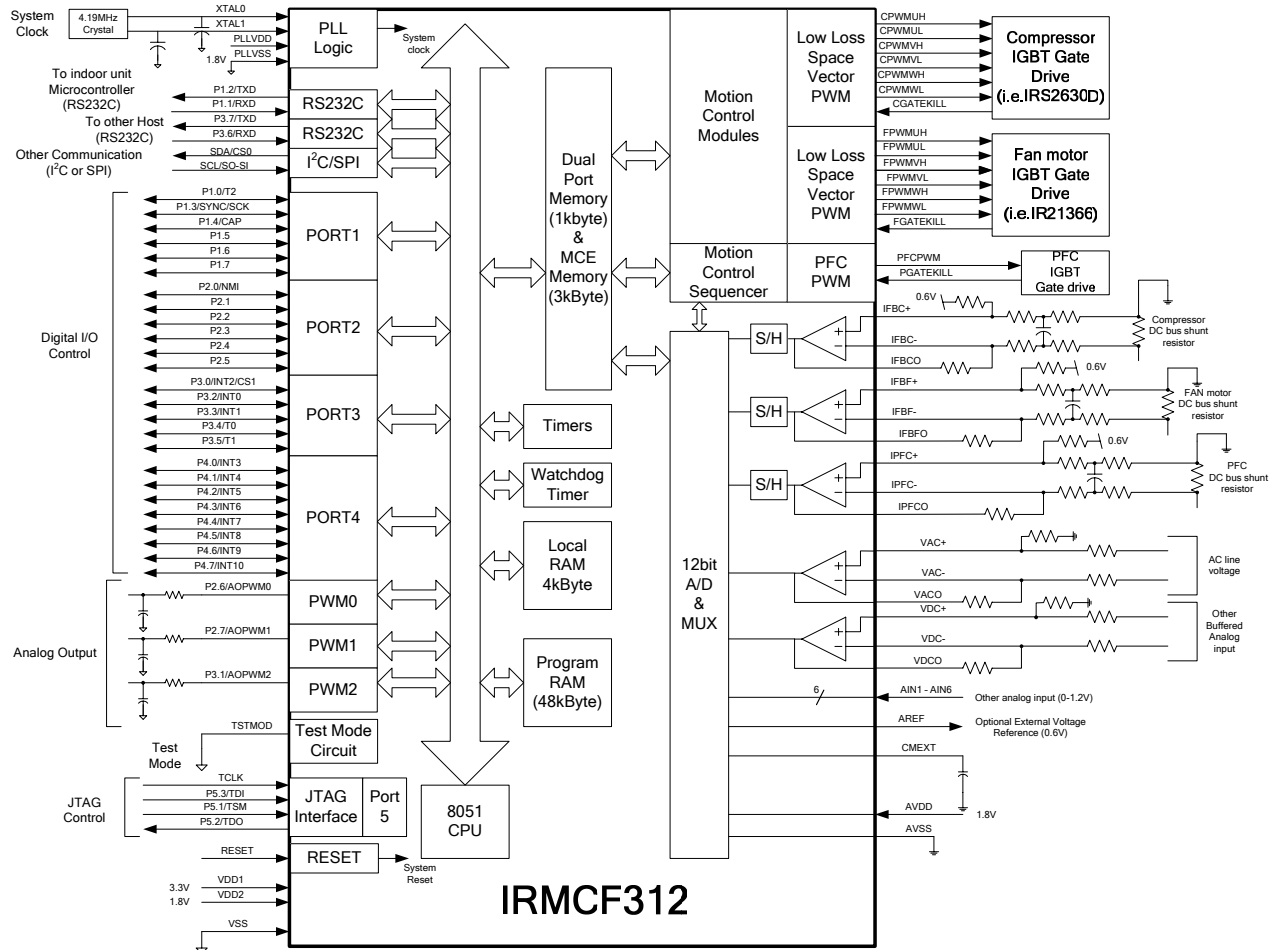 System
Clock
4.19MHz
Crystal
XTAL0
XTAL1
PLLVDD
1.8V
PLLVSS
PLL
Logic
System
clock
To indoor unit
Microcontroller
(RS232C)
P1.2/TXD
P1.1/RXD
RS232C
To other Host
(RS232C)
P3.7/TXD
P3.6/RXD
RS232C
Other Communication
(I²C or SPI)
SDA/CS0
SCL/SO-SI
I²C/SPI
Digital I/O
Control
P1.0/T2
P1.3/SYNC/SCK
P1.4/CAP
P1.5
P1.6
P1.7
PORT1
P2.0/NMI
P2.1
P2.2
P2.3
P2.4
P2.5
PORT2
P3.0/INT2/CS1
P3.2/INT0
P3.3/INT1
P3.4/T0
P3.5/T1
PORT3
P4.0/INT3
P4.1/INT4
P4.2/INT5
P4.3/INT6
P4.4/INT7
P4.5/INT8
P4.6/INT9
P4.7/INT10
PORT4
Analog Output
P2.6/AOPWM0
PWM0
P2.7/AOPWM1
PWM1
P3.1/AOPWM2
PWM2
Test
Mode
TSTMOD
Test Mode
Circuit
JTAG
Control
TCLK
P5.3/TDI
P5.1/TSM
P5.2/TDO
JTAG
Interface
Port
5
RESET
RESET
System
Reset
3.3V
VDD1
1.8V
VDD2
VSS
8051
CPU
Dual
Port
Memory
(1kbyte)
&
MCE
Memory
(3kByte)
Timers
Watchdog
Timer
Local
RAM
4kByte
Program
RAM
(48kByte)
Motion
Control
Modules
Motion
Control
Sequencer
Low Loss
Space
Vector
PWM
Low Loss
Space
Vector
PWM
PFC
PWM
12bit
A/D
&
MUX
S/H
S/H
S/H
+
−
+
−
+
−
+
−
+
−
CPWMUH
CPWMUL
CPWMVH
CPWMVL
CPWMWH
CPWMWL
CGATEKILL
Compressor
IGBT Gate
Drive
(i.e.IRS2630D)
FPWMUH
FPWMUL
FPWMVH
FPWMVL
FPWMWH
FPWMWL
FGATEKILL
Fan motor
IGBT Gate
Drive
(i.e.IR21366)
PFCPWM
PGATEKILL
PFC
IGBT
Gate drive
0.6V
IFBC+
IFBC-
IFBCO
Compressor
DC bus shunt
resistor
0.6V
IFBF+
IFBF-
IFBFO
FAN motor
DC bus shunt
resistor
0.6V
IPFC+
IPFC-
IPFCO
PFC
DC bus shunt
resistor
VAC+
VAC-
VACO
AC line
voltage
VDC+
VDC-
VDCO
Other
Buffered
Analog
input
6
AIN1 - AIN6
Other analog input (0-1.2V)
AREF
Optional External Voltage
Reference (0.6V)
CMEXT
AVDD
1.8V
AVSS
IRMCF312